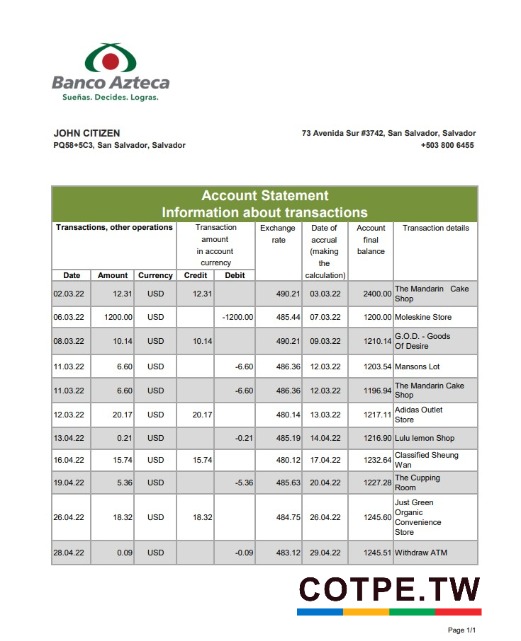 Banco Azteca
Sueñas. Decides. Logras.
JOHN CITIZEN
PQ58+5C3, San Salvador, Salvador
73 Avenida Sur #3742, San Salvador, Salvador
+503 800 6455
Account Statement
Information about transactions
Transactions, other operations
Transaction
amount
in account
currency
Exchange
rate
Date of
accrual
(making
the
calculation)
Account
final
balance
Transaction details
Date Amount Currency Credit Debit
02.03.22 12.31 USD 12.31 490.21 03.03.22 2400.00 The Mandarin Cake
Shop
06.03.22 1200.00 USD -1200.00 485.44 07.03.22 1200.00 Moleskine Store
08.03.22 10.14 USD 10.14 490.21 09.03.22 1210.14 G.O.D. - Goods
Of Desire
11.03.22 6.60 USD -6.60 486.36 12.03.22 1203.54 Mansons Lot
11.03.22 6.60 USD -6.60 486.36 12.03.22 1196.94 The Mandarin Cake
Shop
12.03.22 20.17 USD 20.17 480.14 13.03.22 1217.11 Adidas Outlet
Store
13.04.22 0.21 USD -0.21 485.19 14.04.22 1216.90 Lulu lemon Shop
16.04.22 15.74 USD 15.74 480.12 17.04.22 1232.64 Classified Sheung
Wan
19.04.22 5.36 USD -5.36 485.63 20.04.22 1227.28 The Cupping
Room
26.04.22 18.32 USD 18.32 484.75 26.04.22 1245.60 Just Green
Organic
Convenience
Store
28.04.22 0.09 USD -0.09 483.12 29.04.22 1245.51 Withdraw ATM
COTPE.TW
Page 1/1